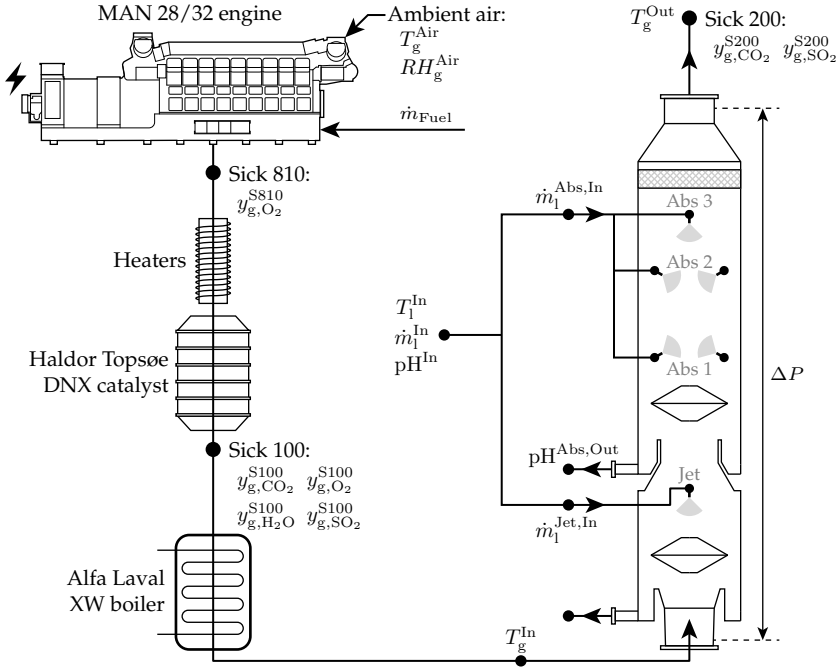 MAN 28/32 engine
Ambient air:
T_g^Air
RH_g^Air
ṁ_Fuel
Sick 810:
y_g,O₂^S810
Heaters
Haldor Topsøe
DNX catalyst
Sick 100:
y_g,CO₂^S100 y_g,O₂^S100
y_g,H₂O^S100 y_g,SO₂^S100
Alfa Laval
XW boiler
T_g^In
T_l^In
ṁ_l^In
pH^In
ṁ_l^Abs,In
pH^Abs,Out
ṁ_l^Jet,In
T_g^Out
Sick 200:
y_g,CO₂^S200 y_g,SO₂^S200
Abs 3
Abs 2
Abs 1
Jet
ΔP